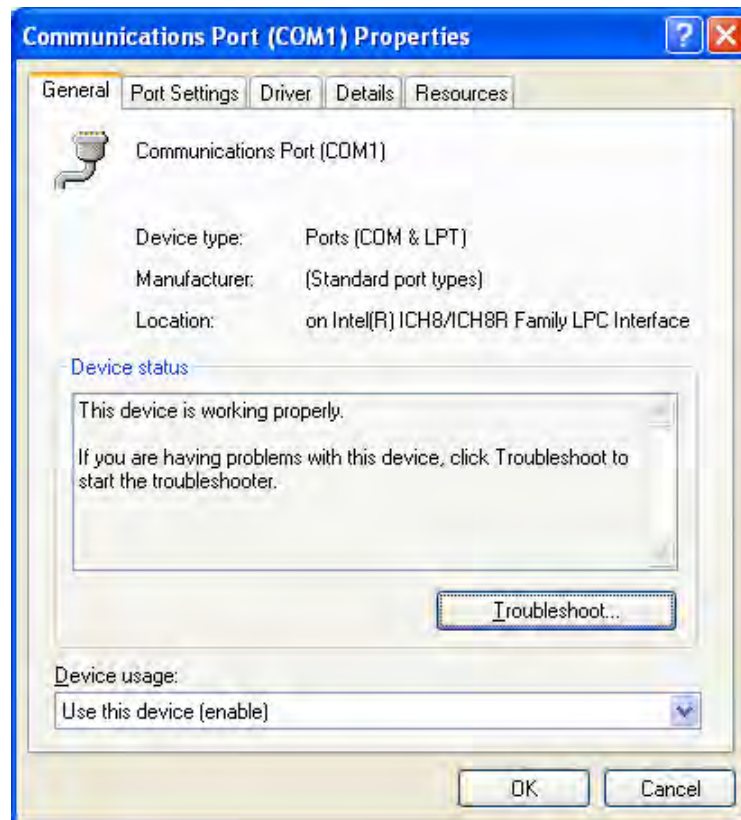 Communications Port (COM1) Properties
?
General Port Settings Driver Details Resources
Communications Port (COM1)
Device type: Ports (COM & LPT)
Manufacturer: (Standard port types)
Location: on Intel(R) ICH8/ICH8R Family LPC Interface
Device status
This device is working properly.
If you are having problems with this device, click Troubleshoot to
start the troubleshooter.
Troubleshoot...
Device usage:
Use this device (enable)
OK Cancel